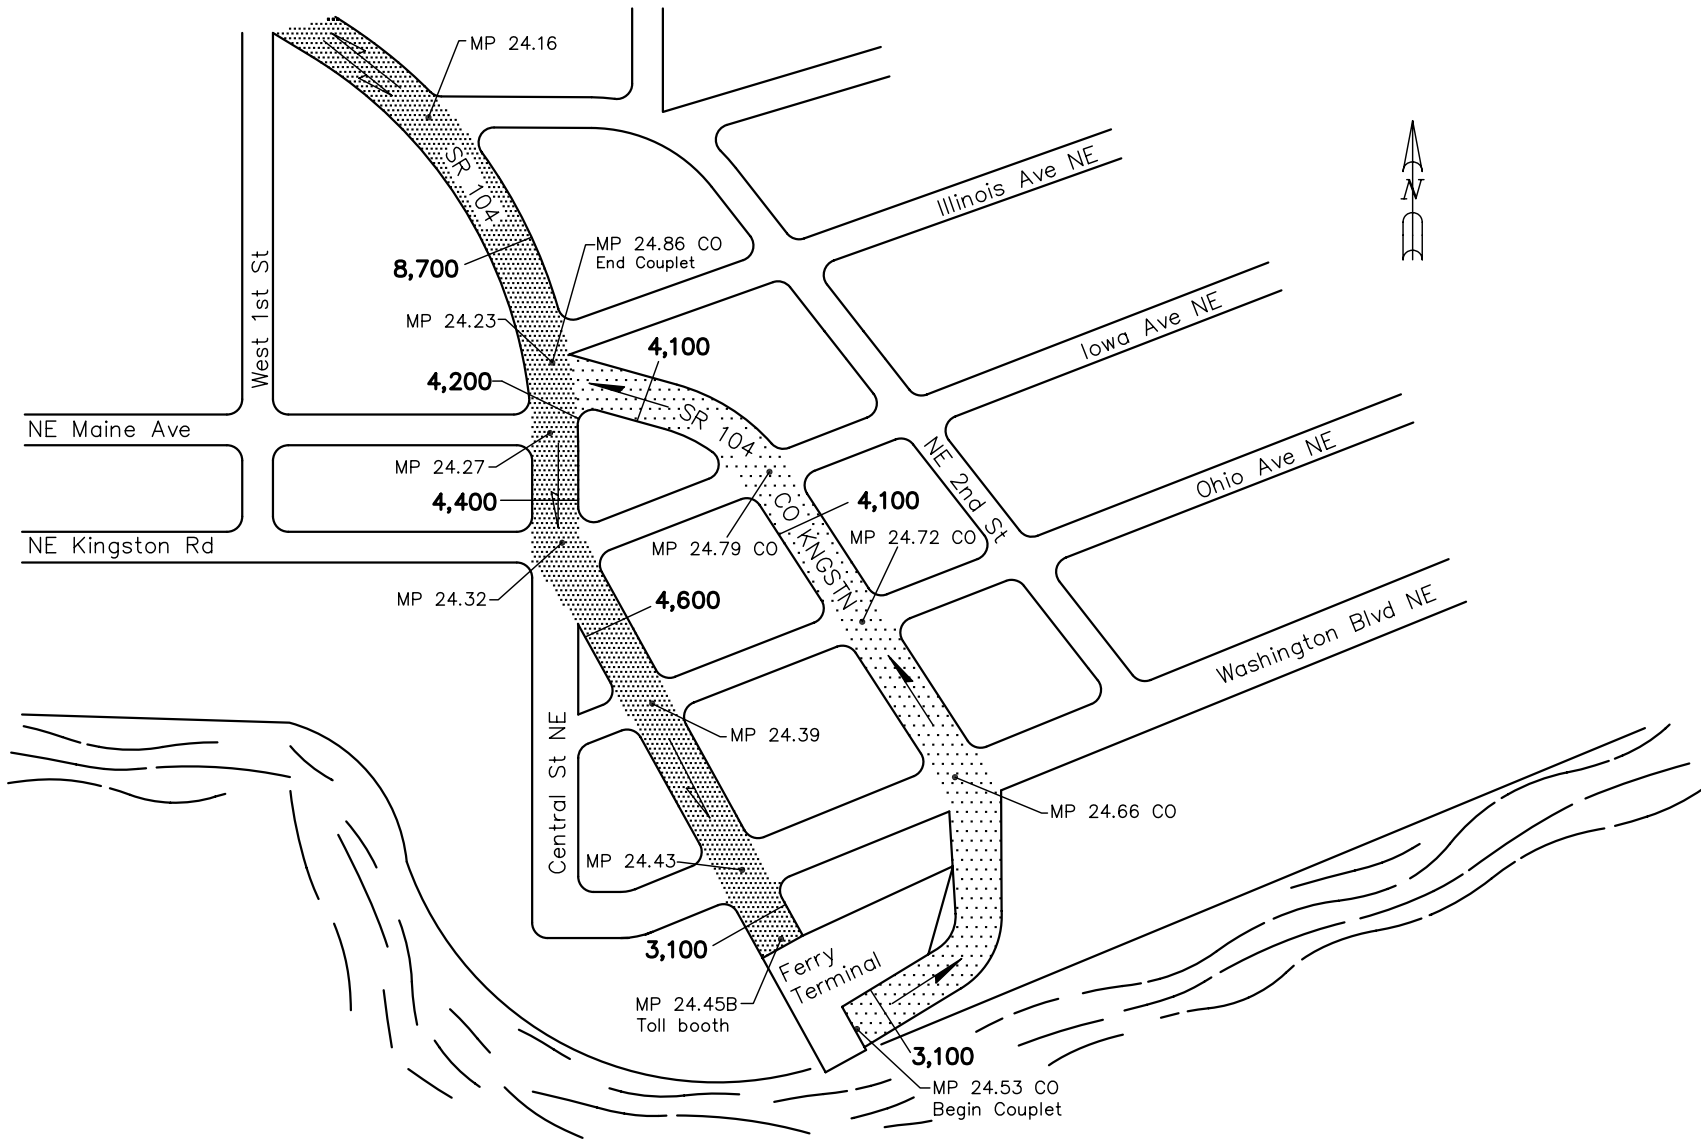 MP 24.16
SR 104
Illinois Ave NE
N
MP 24.86 CO
End Couplet
8,700
West 1st St
MP 24.23
Iowa Ave NE
4,100
4,200
SR 104
NE Maine Ave
MP 24.27
NE 2nd St
Ohio Ave NE
4,400
CO KNGSTN
4,100
NE Kingston Rd
MP 24.79 CO
MP 24.72 CO
MP 24.32
4,600
Washington Blvd NE
Central St NE
MP 24.39
MP 24.66 CO
MP 24.43
3,100
Ferry
Terminal
MP 24.45B
Toll booth
3,100
MP 24.53 CO
Begin Couplet